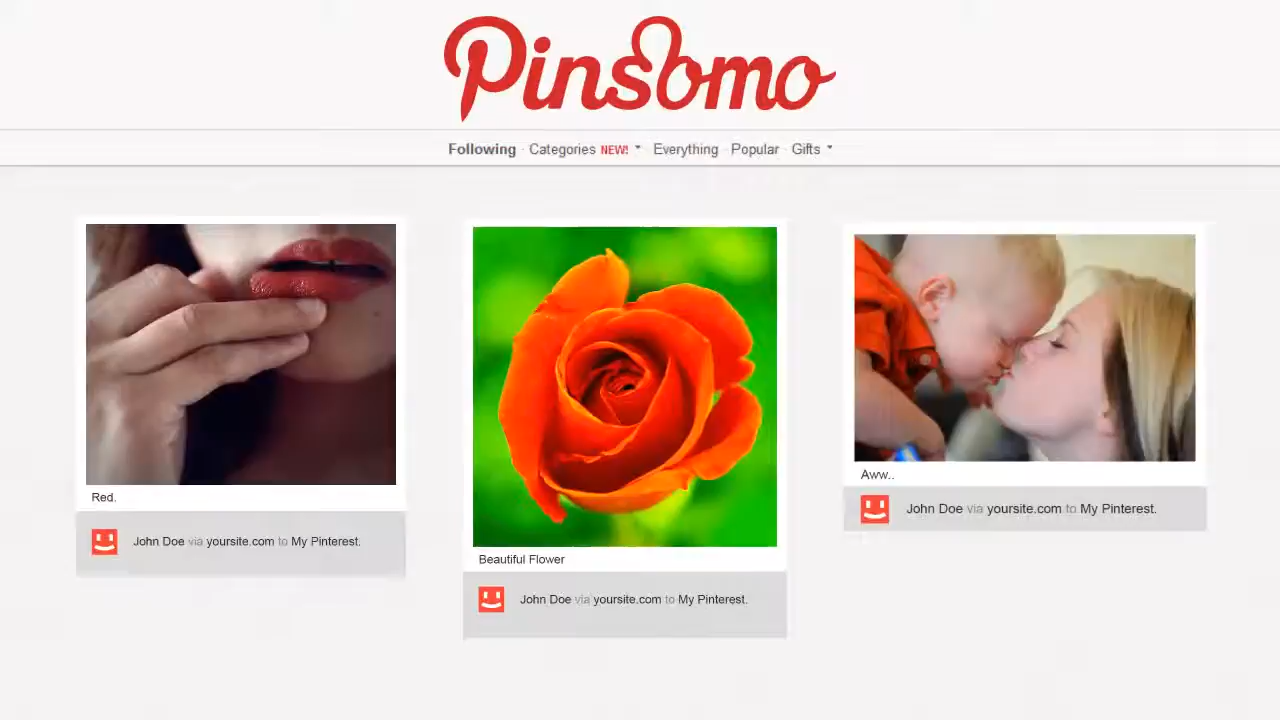 Pinsomo
Following · Categories NEW! Everything · Popular · Gifts
Red.
John Doe via yoursite.com to My Pinterest.
Beautiful Flower
John Doe via yoursite.com to My Pinterest.
Aww..
John Doe via yoursite.com to My Pinterest.